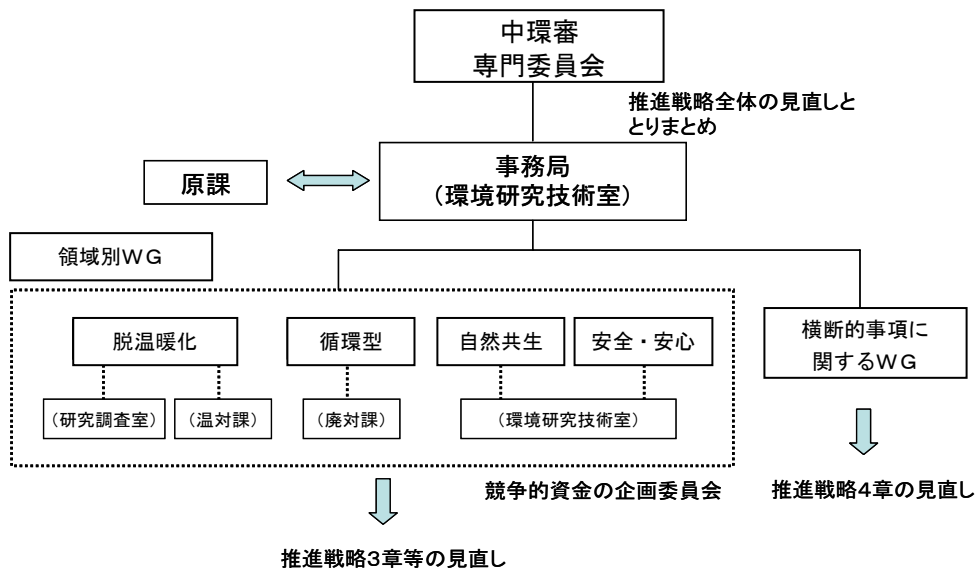 中環審
専門委員会
推進戦略全体の見直しと
とりまとめ
事務局
(環境研究技術室)
原課
領域別WG
脱温暖化
循環型
自然共生
安全・安心
横断的事項に
関するWG
(研究調査室)
(温対課)
(廃対課)
(環境研究技術室)
競争的資金の企画委員会
推進戦略4章の見直し
推進戦略3章等の見直し